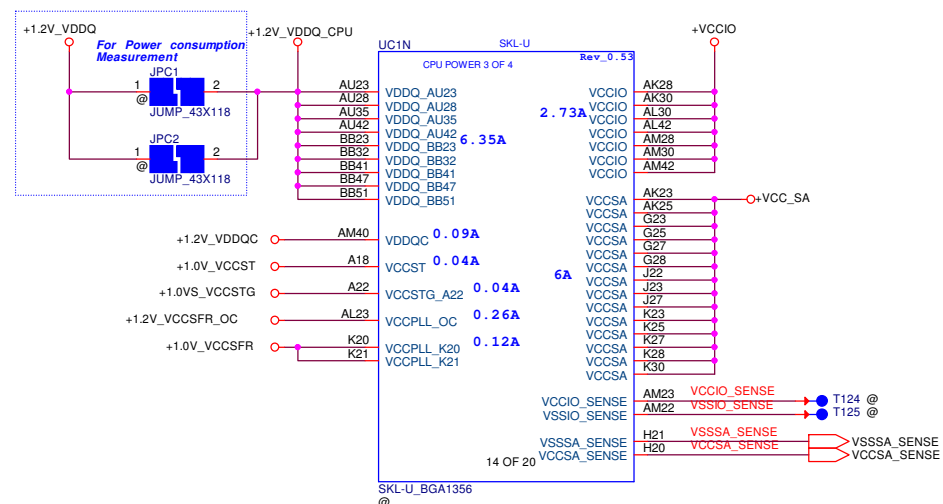 +1.2V_VDDQ
For Power consumption
Measurement
JPC1
1 2
@
JUMP_43X118
JPC2
1 2
@
JUMP_43X118
+1.2V_VDDQ_CPU
UC1N
SKL-U
Rev_0.53
CPU POWER 3 OF 4
+VCCIO
AU23 VDDQ_AU23
AU28 VDDQ_AU28
AU35 VDDQ_AU35
AU42 VDDQ_AU42
BB23 VDDQ_BB23
BB32 VDDQ_BB32
BB41 VDDQ_BB41
BB47 VDDQ_BB47
BB51 VDDQ_BB51
6.35A
+1.2V_VDDQC AM40 VDDQC 0.09A
+1.0V_VCCST A18 VCCST 0.04A
+1.0VS_VCCSTG A22 VCCSTG_A22 0.04A
+1.2V_VCCSFR_OC AL23 VCCPLL_OC 0.26A
+1.0V_VCCSFR K20 VCCPLL_K20 0.12A
K21 VCCPLL_K21
2.73A
VCCIO AK28
VCCIO AK30
VCCIO AL30
VCCIO AL42
VCCIO AM28
VCCIO AM30
VCCIO AM42
VCCSA AK23 +VCC_SA
VCCSA AK25
VCCSA G23
VCCSA G25
VCCSA G27
VCCSA G28
6A
VCCSA J22
VCCSA J23
VCCSA J27
VCCSA K23
VCCSA K25
VCCSA K27
VCCSA K28
VCCSA K30
VCCIO_SENSE AM23 VCCIO_SENSE T124 @
VSSIO_SENSE AM22 VSSIO_SENSE T125 @
VSSSA_SENSE H21 VSSSA_SENSE VSSSA_SENSE
VCCSA_SENSE H20 VCCSA_SENSE VCCSA_SENSE
14 OF 20
SKL-U_BGA1356
@